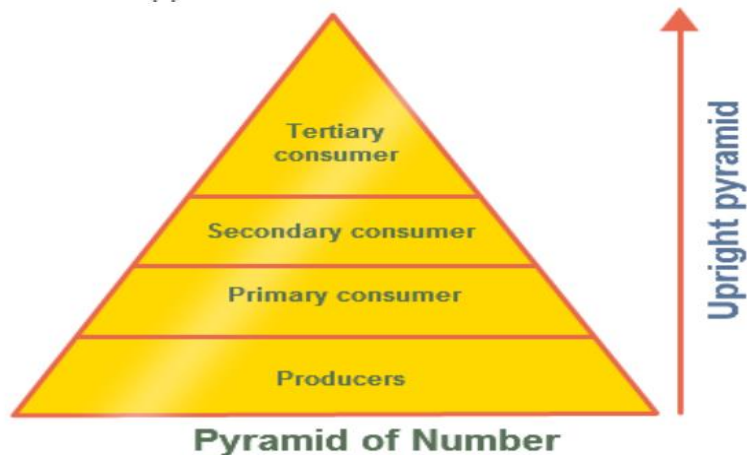 Tertiary
consumer
Secondary consumer
Primary consumer
Producers
Pyramid of Number
Upright pyramid